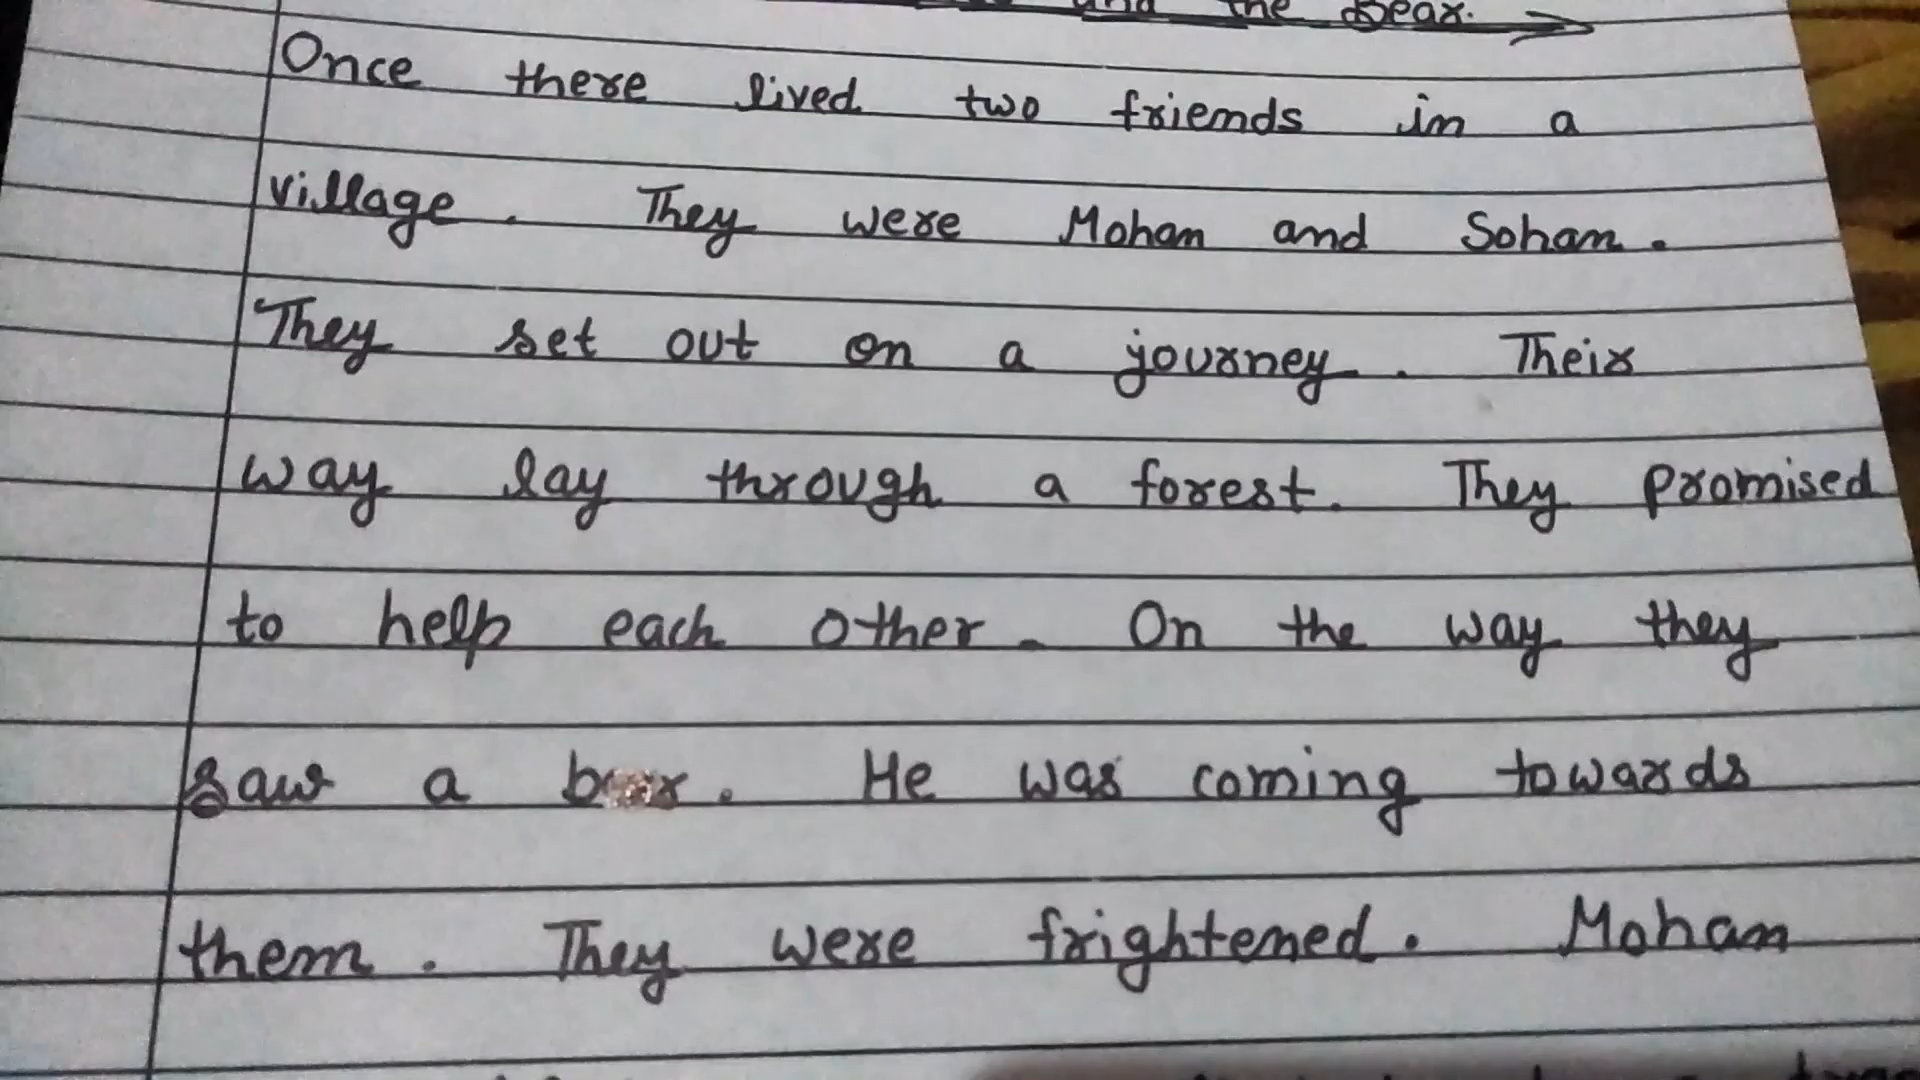 and the Bear.
Once there lived two friends in a
village. They were Mohan and Soham.
They set out on a journey. Their
way lay through a forest. They promised
to help each other. On the way they
saw a. He was coming towards
them. They were frightened. Mohan